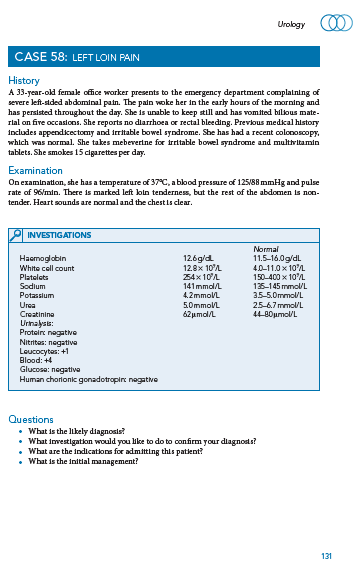 Urology
CASE 58: LEFT LOIN PAIN
History
A 33-year-old female office worker presents to the emergency department complaining of
severe left-sided abdominal pain. The pain woke her in the early hours of the morning and
has persisted throughout the day. She is unable to keep still and has vomited bilious mate-
rial on five occasions. She reports no diarrhoea or rectal bleeding. Previous medical history
includes appendicectomy and irritable bowel syndrome. She has had a recent colonoscopy,
which was normal. She takes mebeverine for irritable bowel syndrome and multivitamin
tablets. She smokes 15 cigarettes per day.
Examination
On examination, she has a temperature of 37°C, a blood pressure of 125/88 mmHg and pulse
rate of 96/min. There is marked left loin tenderness, but the rest of the abdomen is non-
tender. Heart sounds are normal and the chest is clear.
INVESTIGATIONS
Normal
Haemoglobin 12.6 g/dL 11.5–16.0 g/dL
White cell count 12.8 × 10⁹/L 4.0–11.0 × 10⁹/L
Platelets 254 × 10⁹/L 150–400 × 10⁹/L
Sodium 141 mmol/L 135–145 mmol/L
Potassium 4.2 mmol/L 3.5–5.0 mmol/L
Urea 5.0 mmol/L 2.5–6.7 mmol/L
Creatinine 62 μmol/L 44–80 μmol/L
Urinalysis:
Protein: negative
Nitrites: negative
Leucocytes: +1
Blood: +4
Glucose: negative
Human chorionic gonadotropin: negative
Questions
• What is the likely diagnosis?
• What investigation would you like to do to confirm your diagnosis?
• What are the indications for admitting this patient?
• What is the initial management?
131